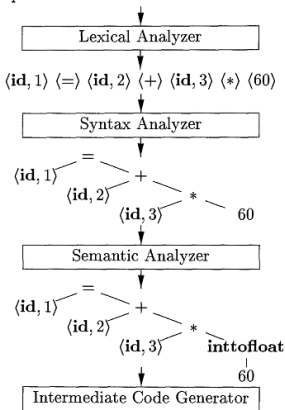 Lexical Analyzer
⟨id, 1⟩ ⟨=⟩ ⟨id, 2⟩ ⟨+⟩ ⟨id, 3⟩ ⟨*⟩ ⟨60⟩
Syntax Analyzer
=
⟨id, 1⟩ +
⟨id, 2⟩ *
⟨id, 3⟩ 60
Semantic Analyzer
=
⟨id, 1⟩ +
⟨id, 2⟩ *
⟨id, 3⟩ inttofloat
60
Intermediate Code Generator